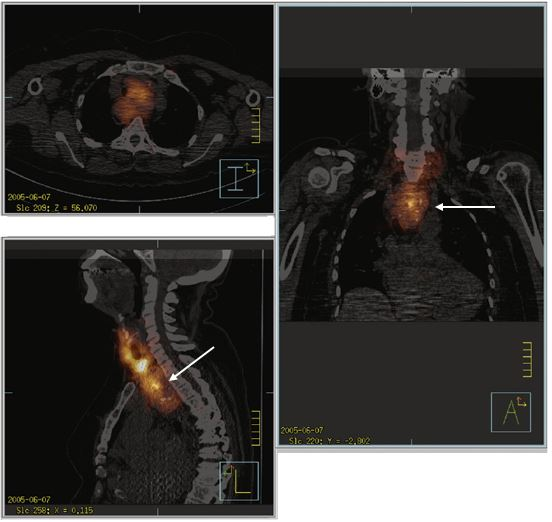 2005-06-07
Slc 209; Z = 56.070
I
2005-06-07
Slc 258; X = 0.115
L
2005-06-07
Slc 220; Y = -2.802
A